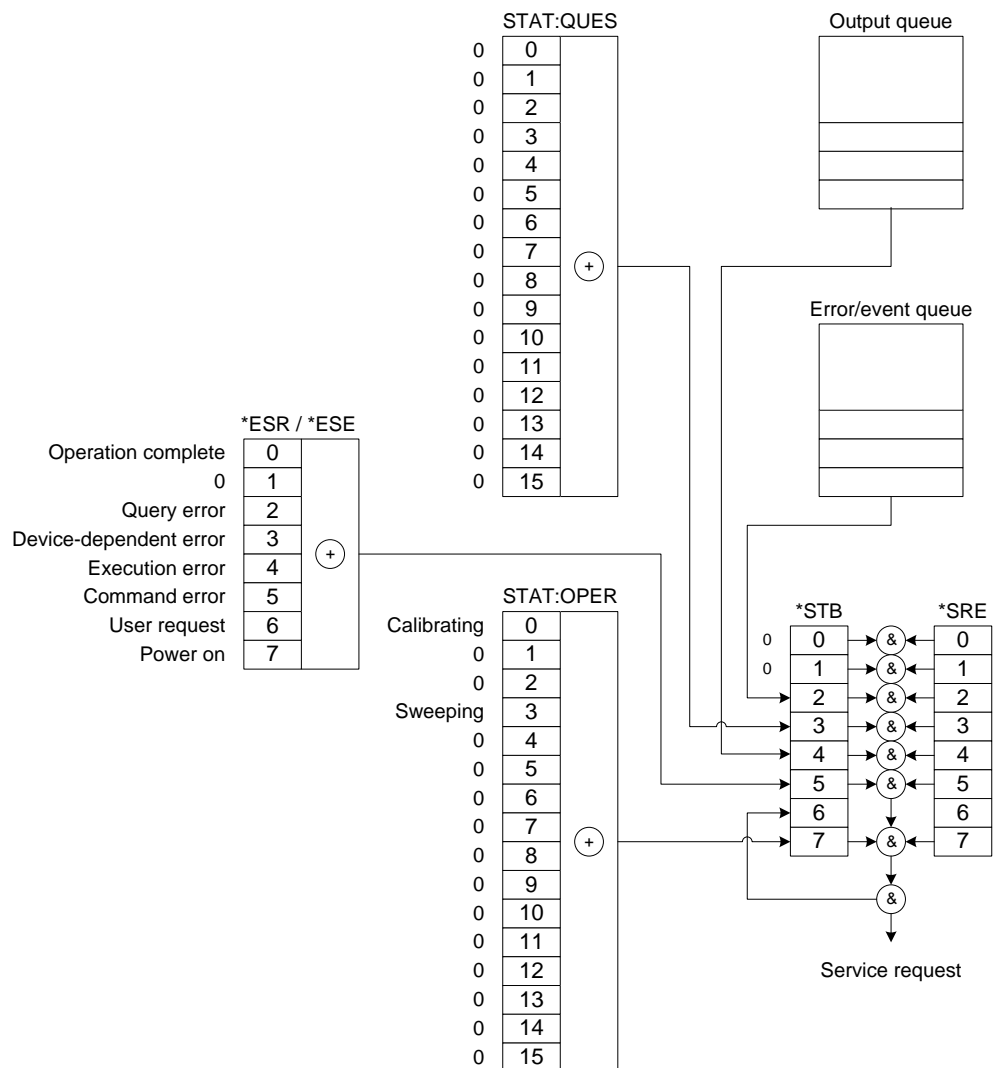 STAT:QUES
0 0
0 1
0 2
0 3
0 4
0 5
0 6
0 7
0 8
0 9
0 10
0 11
0 12
0 13
0 14
0 15
+
Output queue
Error/event queue
*ESR / *ESE
Operation complete 0
0 1
Query error 2
Device-dependent error 3
Execution error 4
Command error 5
User request 6
Power on 7
+
STAT:OPER
Calibrating 0
0 1
0 2
Sweeping 3
0 4
0 5
0 6
0 7
0 8
0 9
0 10
0 11
0 12
0 13
0 14
0 15
+
*STB *SRE
0 0 & 0
0 1 & 1
2 & 2
3 & 3
4 & 4
5 & 5
6 6
7 & 7
&
Service request